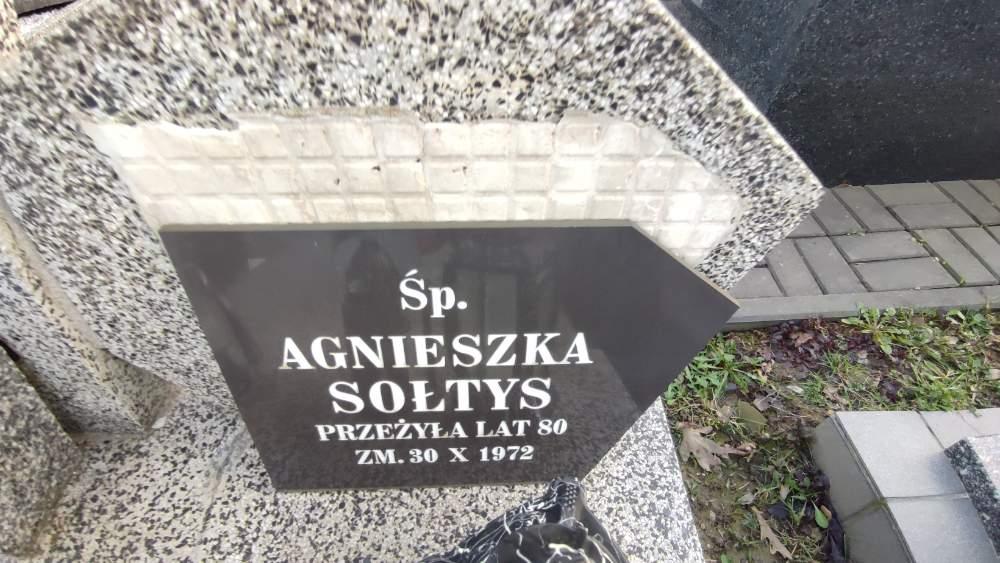 Śp.
AGNIESZKA
SOŁTYS
PRZEŻYŁA LAT 80
ZM. 30 X 1972